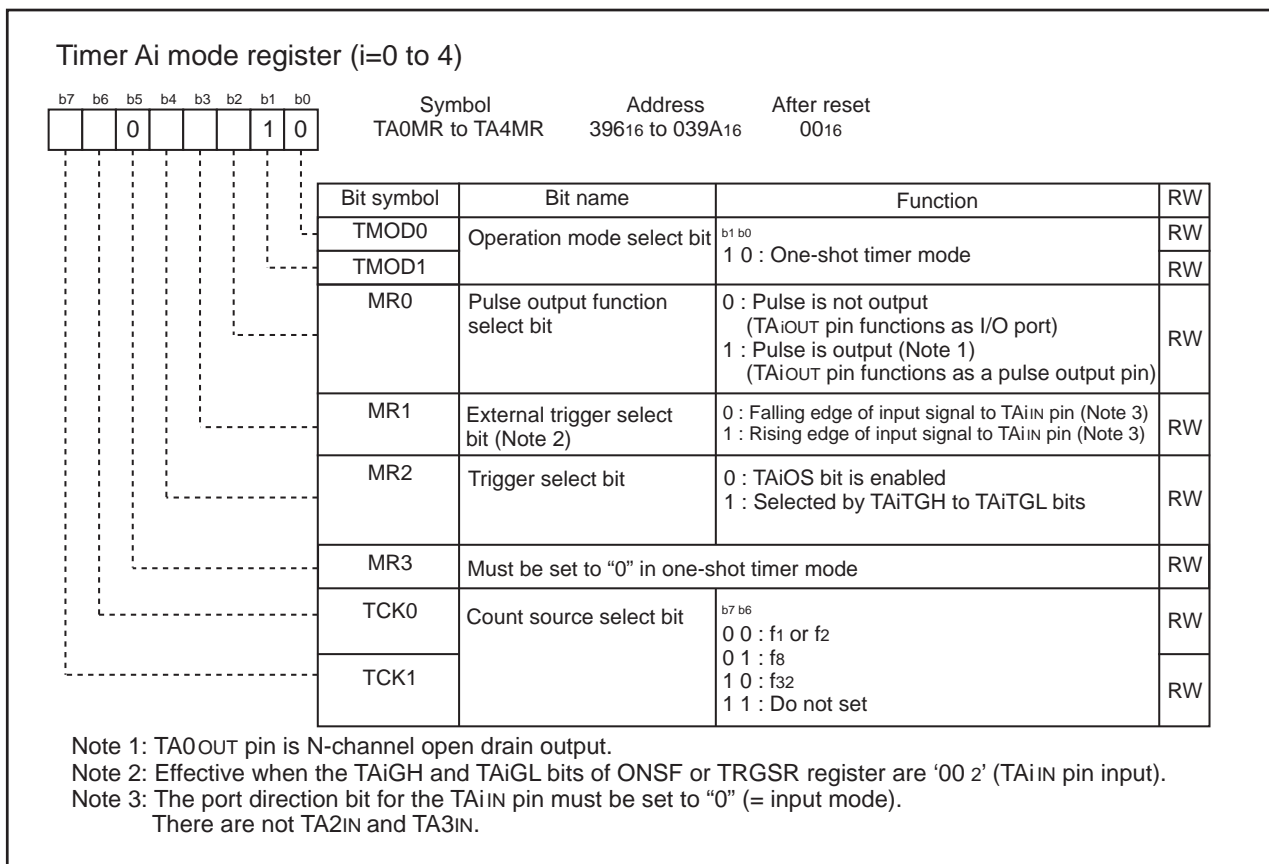 Timer Ai mode register (i=0 to 4)
b7 b6 b5 b4 b3 b2 b1 b0
0 1 0
Symbol Address After reset
TA0MR to TA4MR 39616 to 039A16 0016
Bit symbol Bit name Function RW
TMOD0 Operation mode select bit b1 b0 RW
1 0 : One-shot timer mode
TMOD1 RW
MR0 Pulse output function select bit 0 : Pulse is not output
(TAiOUT pin functions as I/O port)
1 : Pulse is output (Note 1)
(TAiOUT pin functions as a pulse output pin) RW
MR1 External trigger select bit (Note 2) 0 : Falling edge of input signal to TAiIN pin (Note 3)
1 : Rising edge of input signal to TAiIN pin (Note 3) RW
MR2 Trigger select bit 0 : TAiOS bit is enabled
1 : Selected by TAiTGH to TAiTGL bits RW
MR3 Must be set to “0” in one-shot timer mode RW
TCK0 Count source select bit b7 b6 RW
0 0 : f1 or f2
0 1 : f8
TCK1 1 0 : f32 RW
1 1 : Do not set
Note 1: TA0OUT pin is N-channel open drain output.
Note 2: Effective when the TAiGH and TAiGL bits of ONSF or TRGSR register are ‘00 2’ (TAiIN pin input).
Note 3: The port direction bit for the TAiIN pin must be set to “0” (= input mode).
There are not TA2IN and TA3IN.